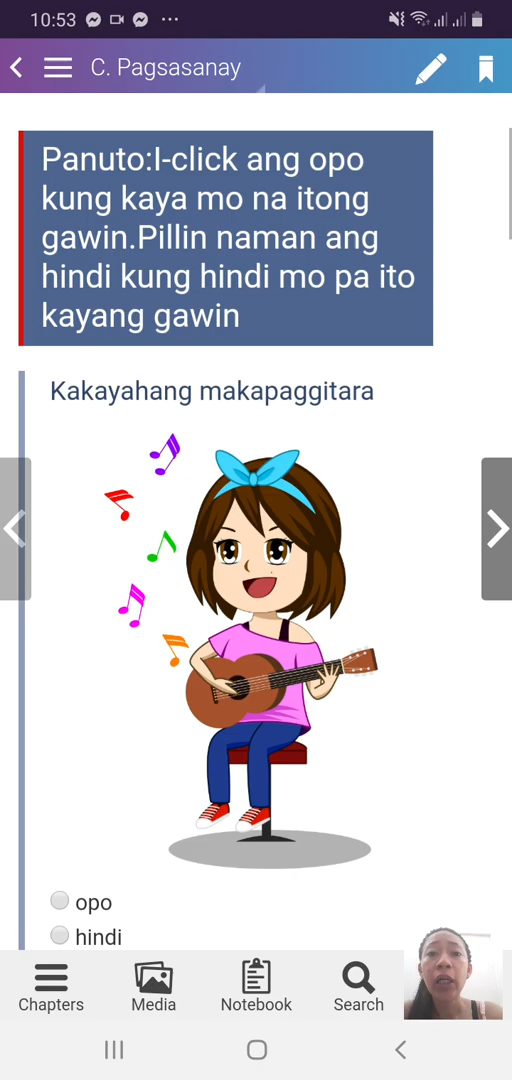 10:53
C. Pagsasanay
Panuto:I-click ang opo
kung kaya mo na itong
gawin.Pillin naman ang
hindi kung hindi mo pa ito
kayang gawin
Kakayahang makapaggitara
opo
hindi
Chapters Media Notebook Search